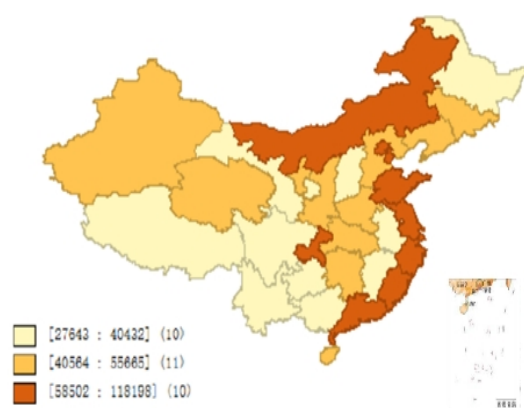 [27643 : 40432] (10)
[40564 : 55665] (11)
[58502 : 118198] (10)